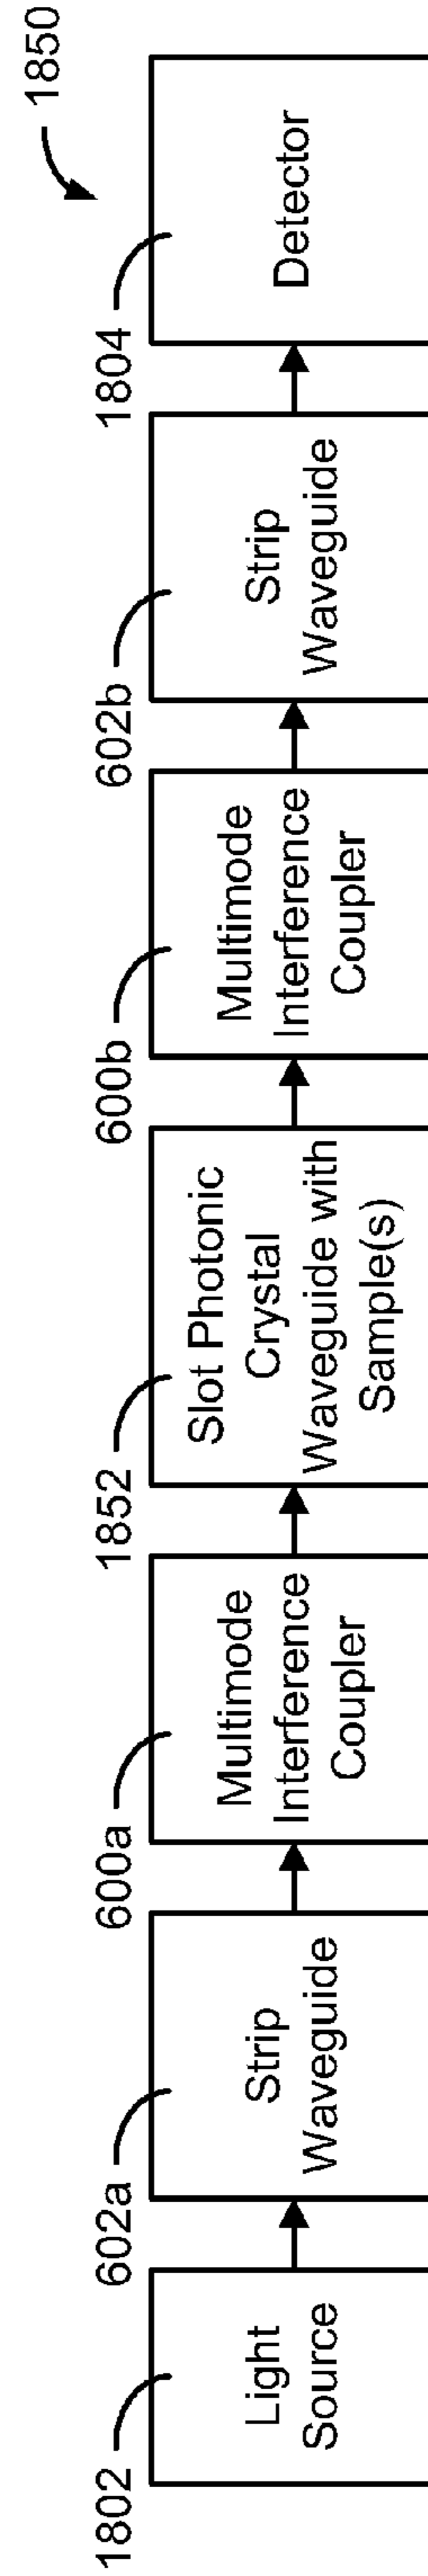 1850
1802
Light
Source
602a
Strip
Waveguide
600a
Multimode
Interference
Coupler
1852
Slot Photonic
Crystal
Waveguide with
Sample(s)
600b
Multimode
Interference
Coupler
602b
Strip
Waveguide
1804
Detector